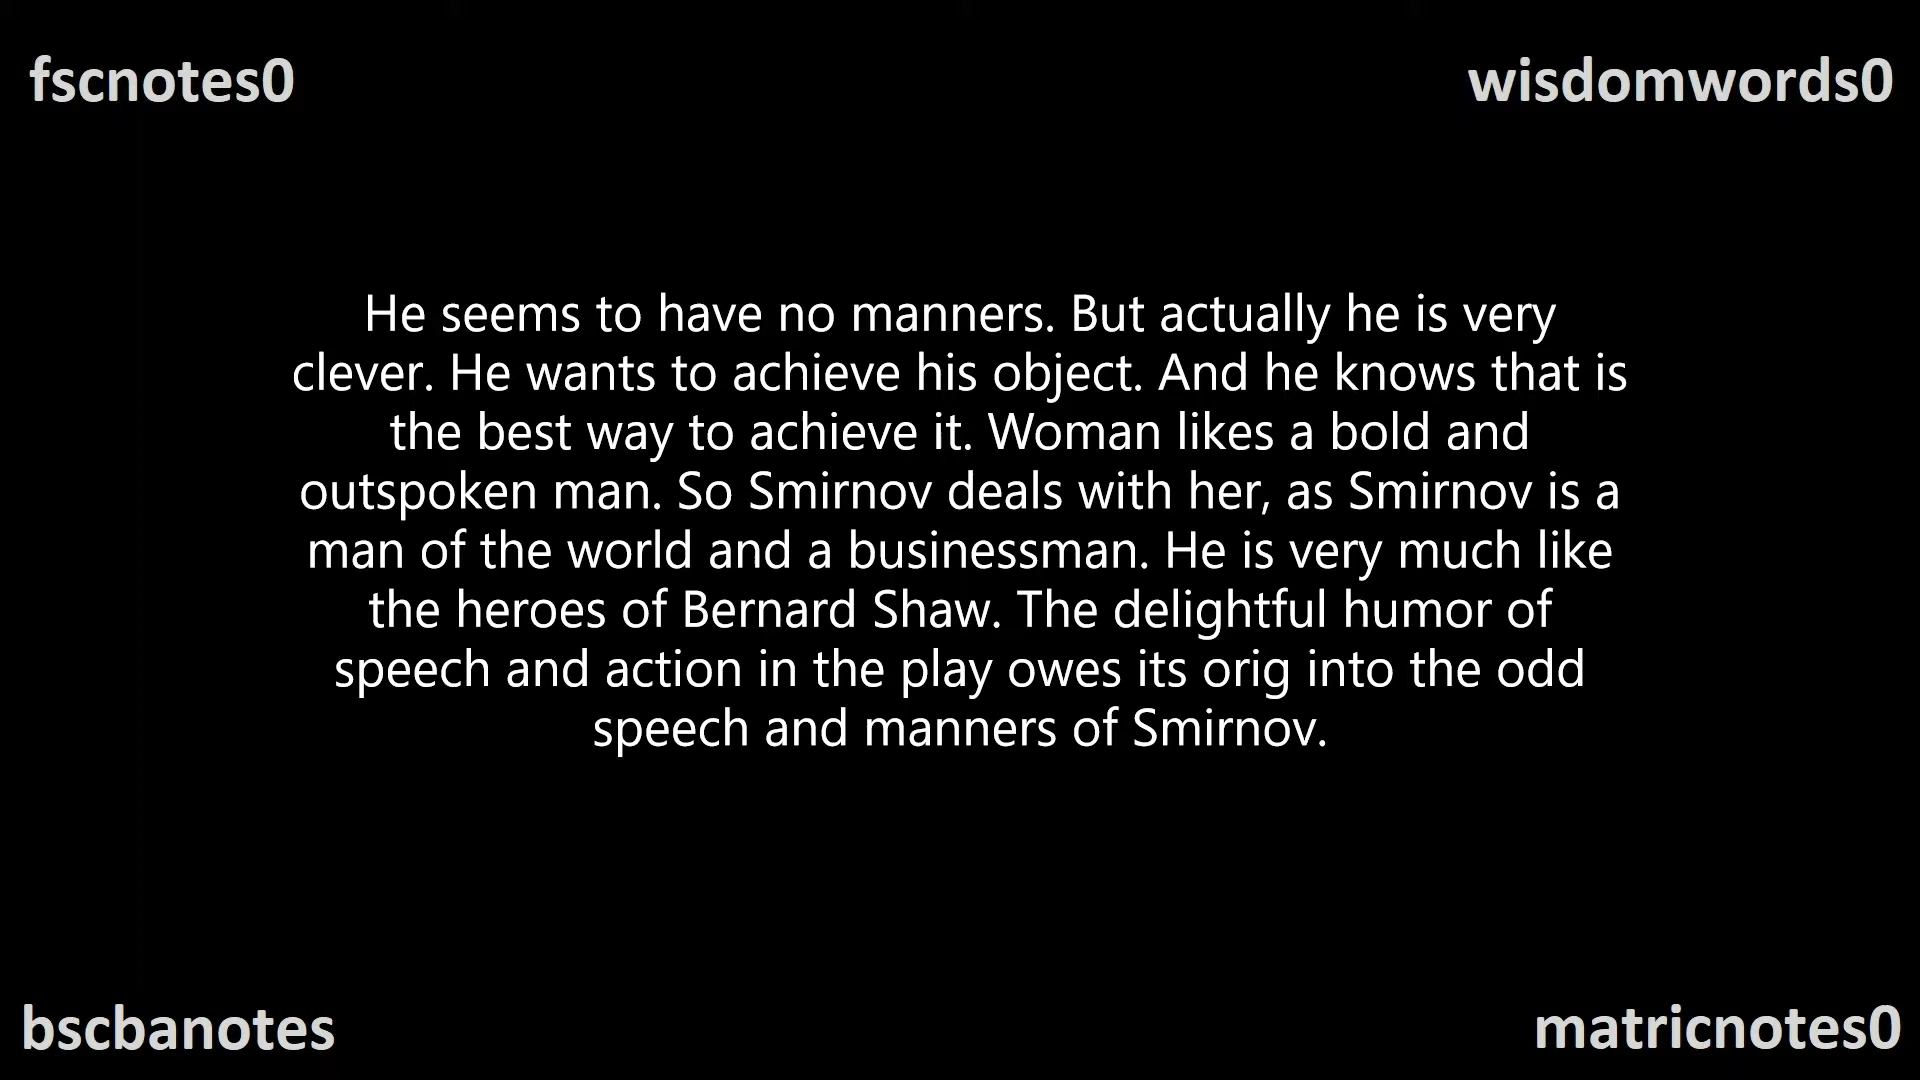 fscnotes0
wisdomwords0
He seems to have no manners. But actually he is very
clever. He wants to achieve his object. And he knows that is
the best way to achieve it. Woman likes a bold and
outspoken man. So Smirnov deals with her, as Smirnov is a
man of the world and a businessman. He is very much like
the heroes of Bernard Shaw. The delightful humor of
speech and action in the play owes its orig into the odd
speech and manners of Smirnov.
bscbanotes
matricnotes0